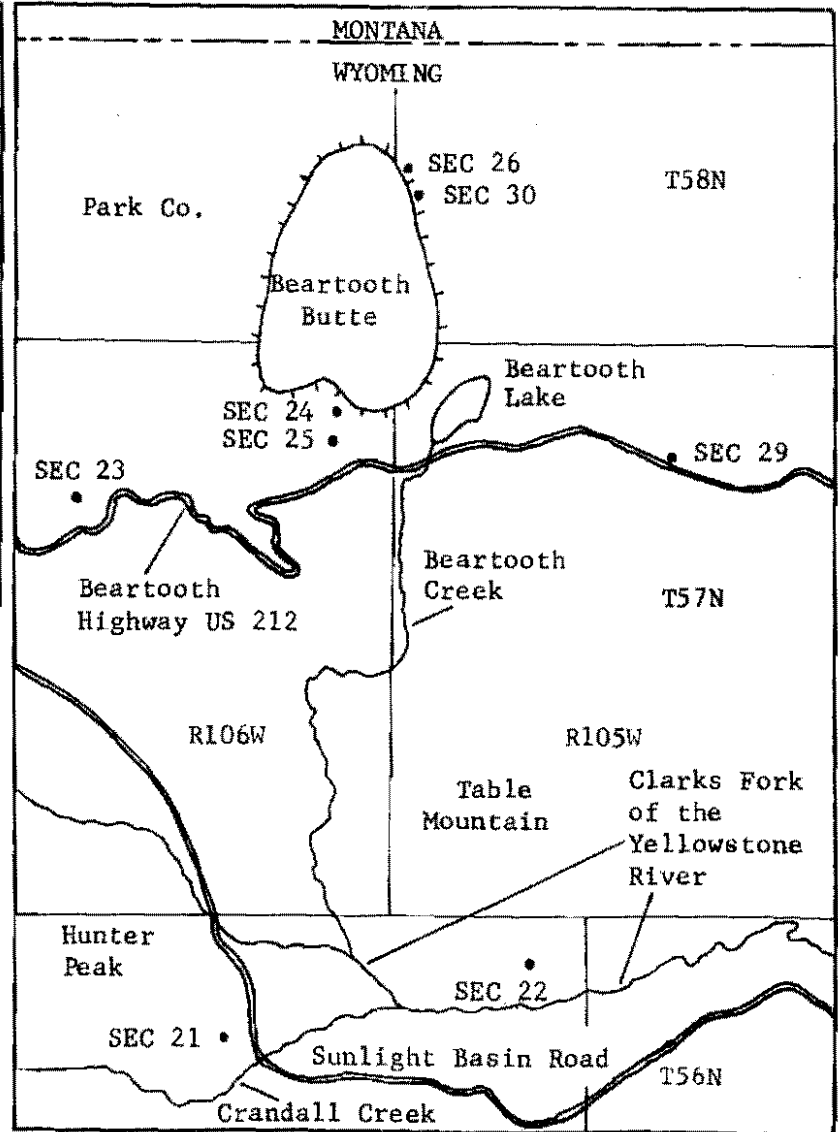 MONTANA
WYOMING
SEC 26
T58N
SEC 30
Park Co.
Beartooth
Butte
Beartooth
Lake
SEC 24
SEC 25
SEC 23
SEC 29
Beartooth
Highway US 212
Beartooth
Creek
T57N
R106W
R105W
Table
Mountain
Clarks Fork
of the
Yellowstone
River
Hunter
Peak
SEC 22
SEC 21
Sunlight Basin Road
T56N
Crandall Creek